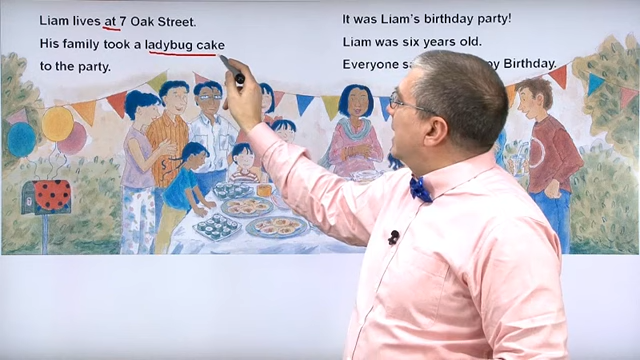 Liam lives at 7 Oak Street.
His family took a ladybug cake
to the party.
It was Liam's birthday party!
Liam was six years old.
Everyone sa y Birthday.